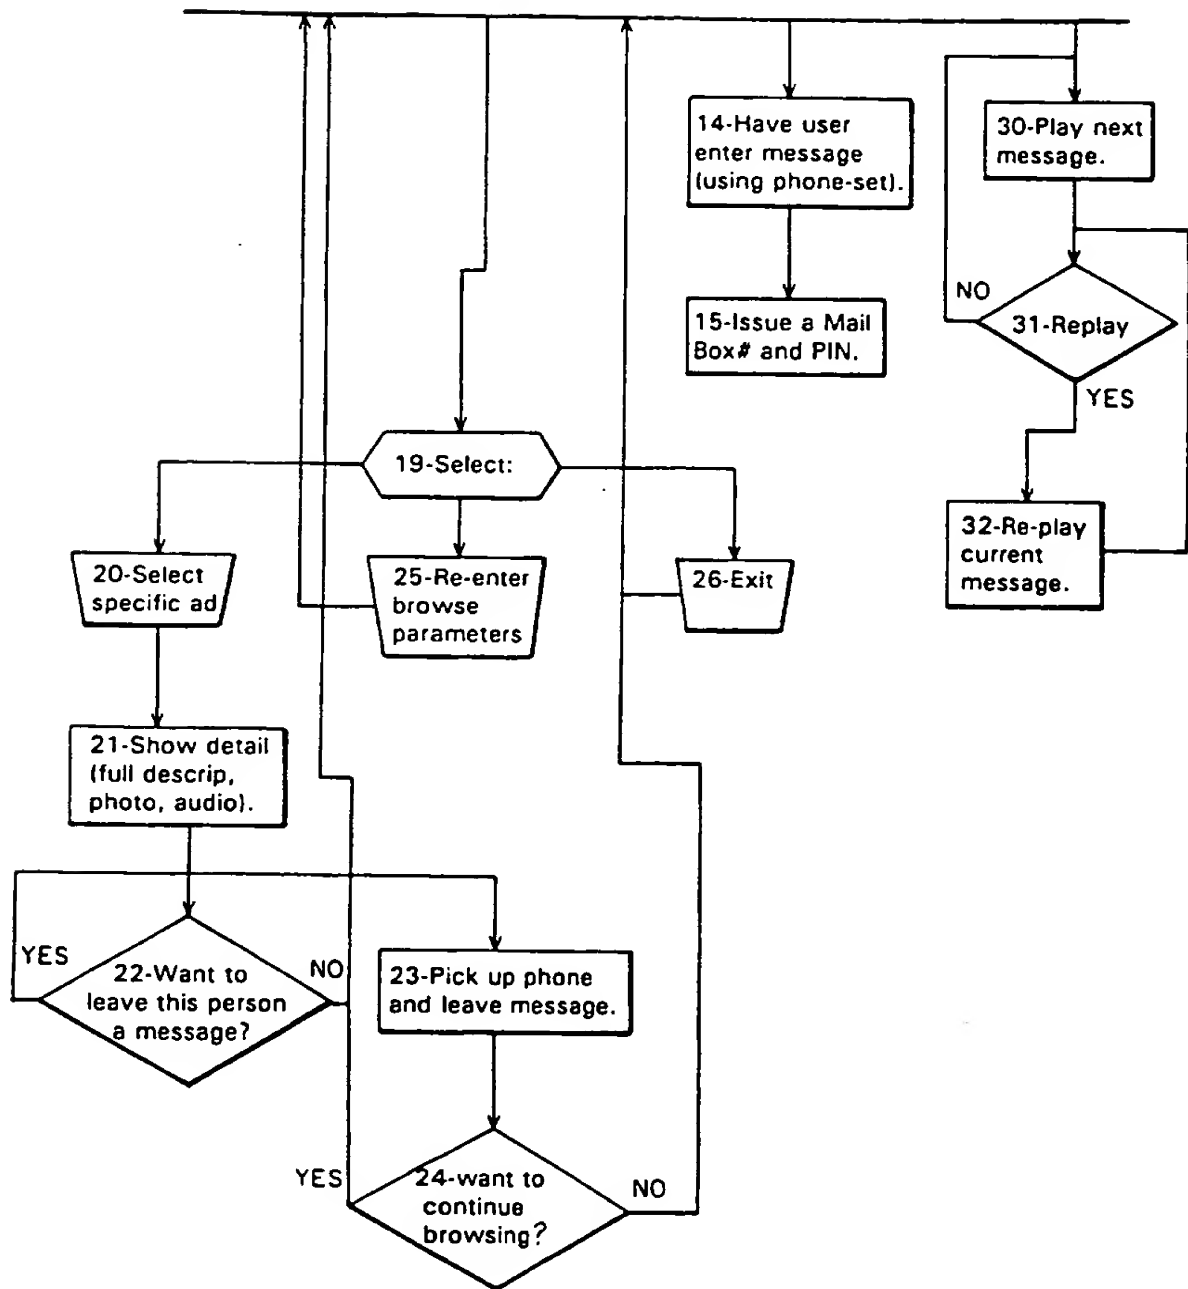 14-Have user
enter message
(using phone-set).
30-Play next
message.
15-Issue a Mail
Box# and PIN.
NO
31-Replay
YES
19-Select:
32-Re-play
current
message.
20-Select
specific ad
25-Re-enter
browse
parameters
26-Exit
21-Show detail
(full descrip,
photo, audio).
YES
22-Want to
leave this person
a message?
NO
23-Pick up phone
and leave message.
YES
24-want to
continue
browsing?
NO